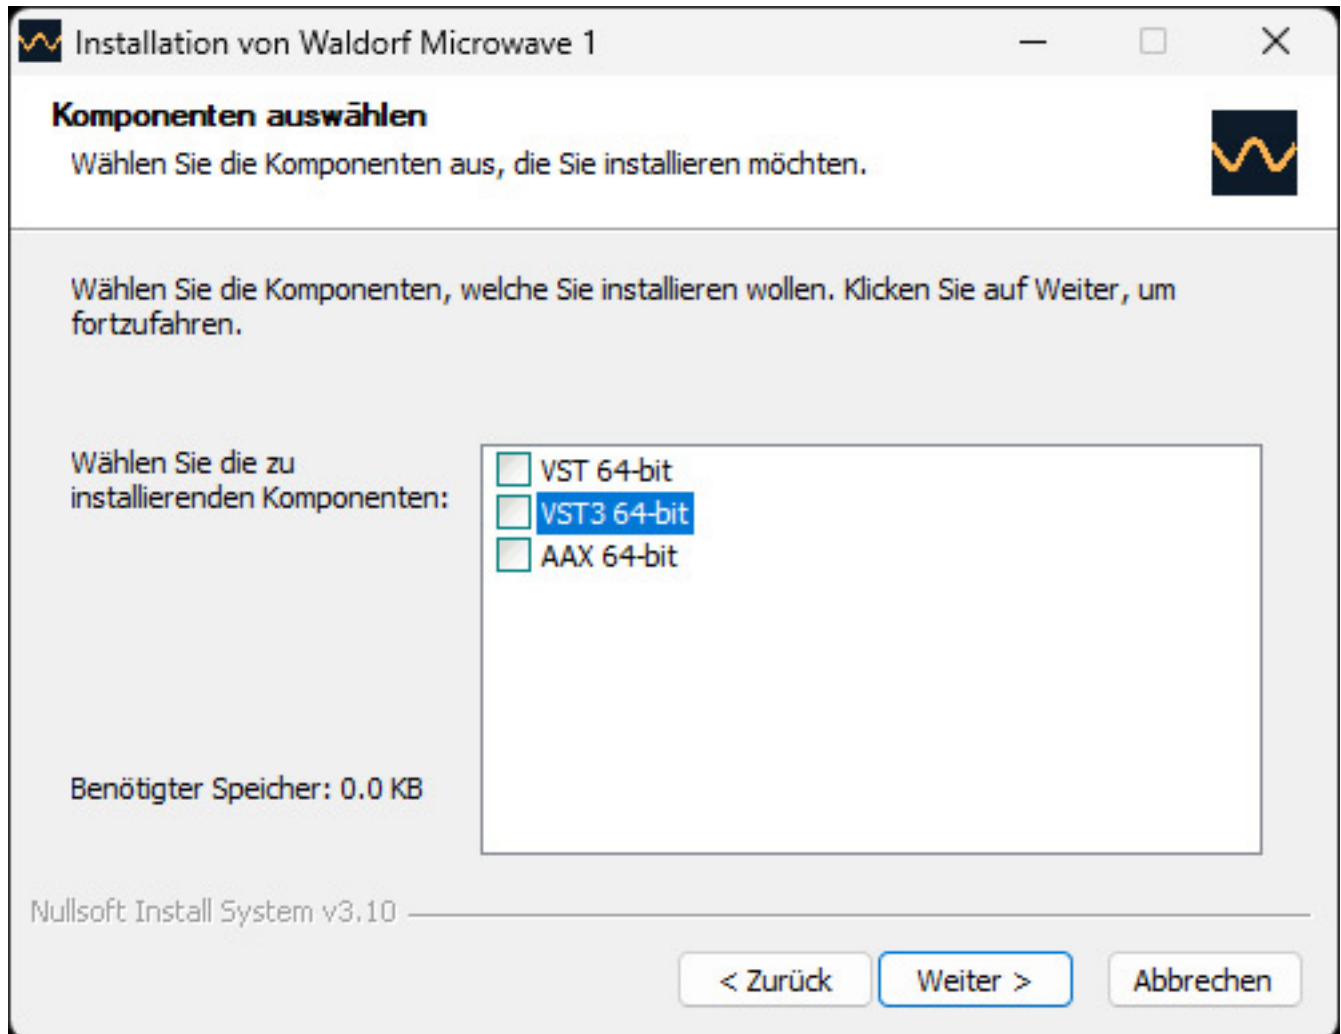 Installation von Waldorf Microwave 1
Komponenten auswählen
Wählen Sie die Komponenten aus, die Sie installieren möchten.
Wählen Sie die Komponenten, welche Sie installieren wollen. Klicken Sie auf Weiter, um
fortzufahren.
Wählen Sie die zu
installierenden Komponenten:
VST 64-bit
VST3 64-bit
AAX 64-bit
Benötigter Speicher: 0.0 KB
Nullsoft Install System v3.10
< Zurück
Weiter >
Abbrechen